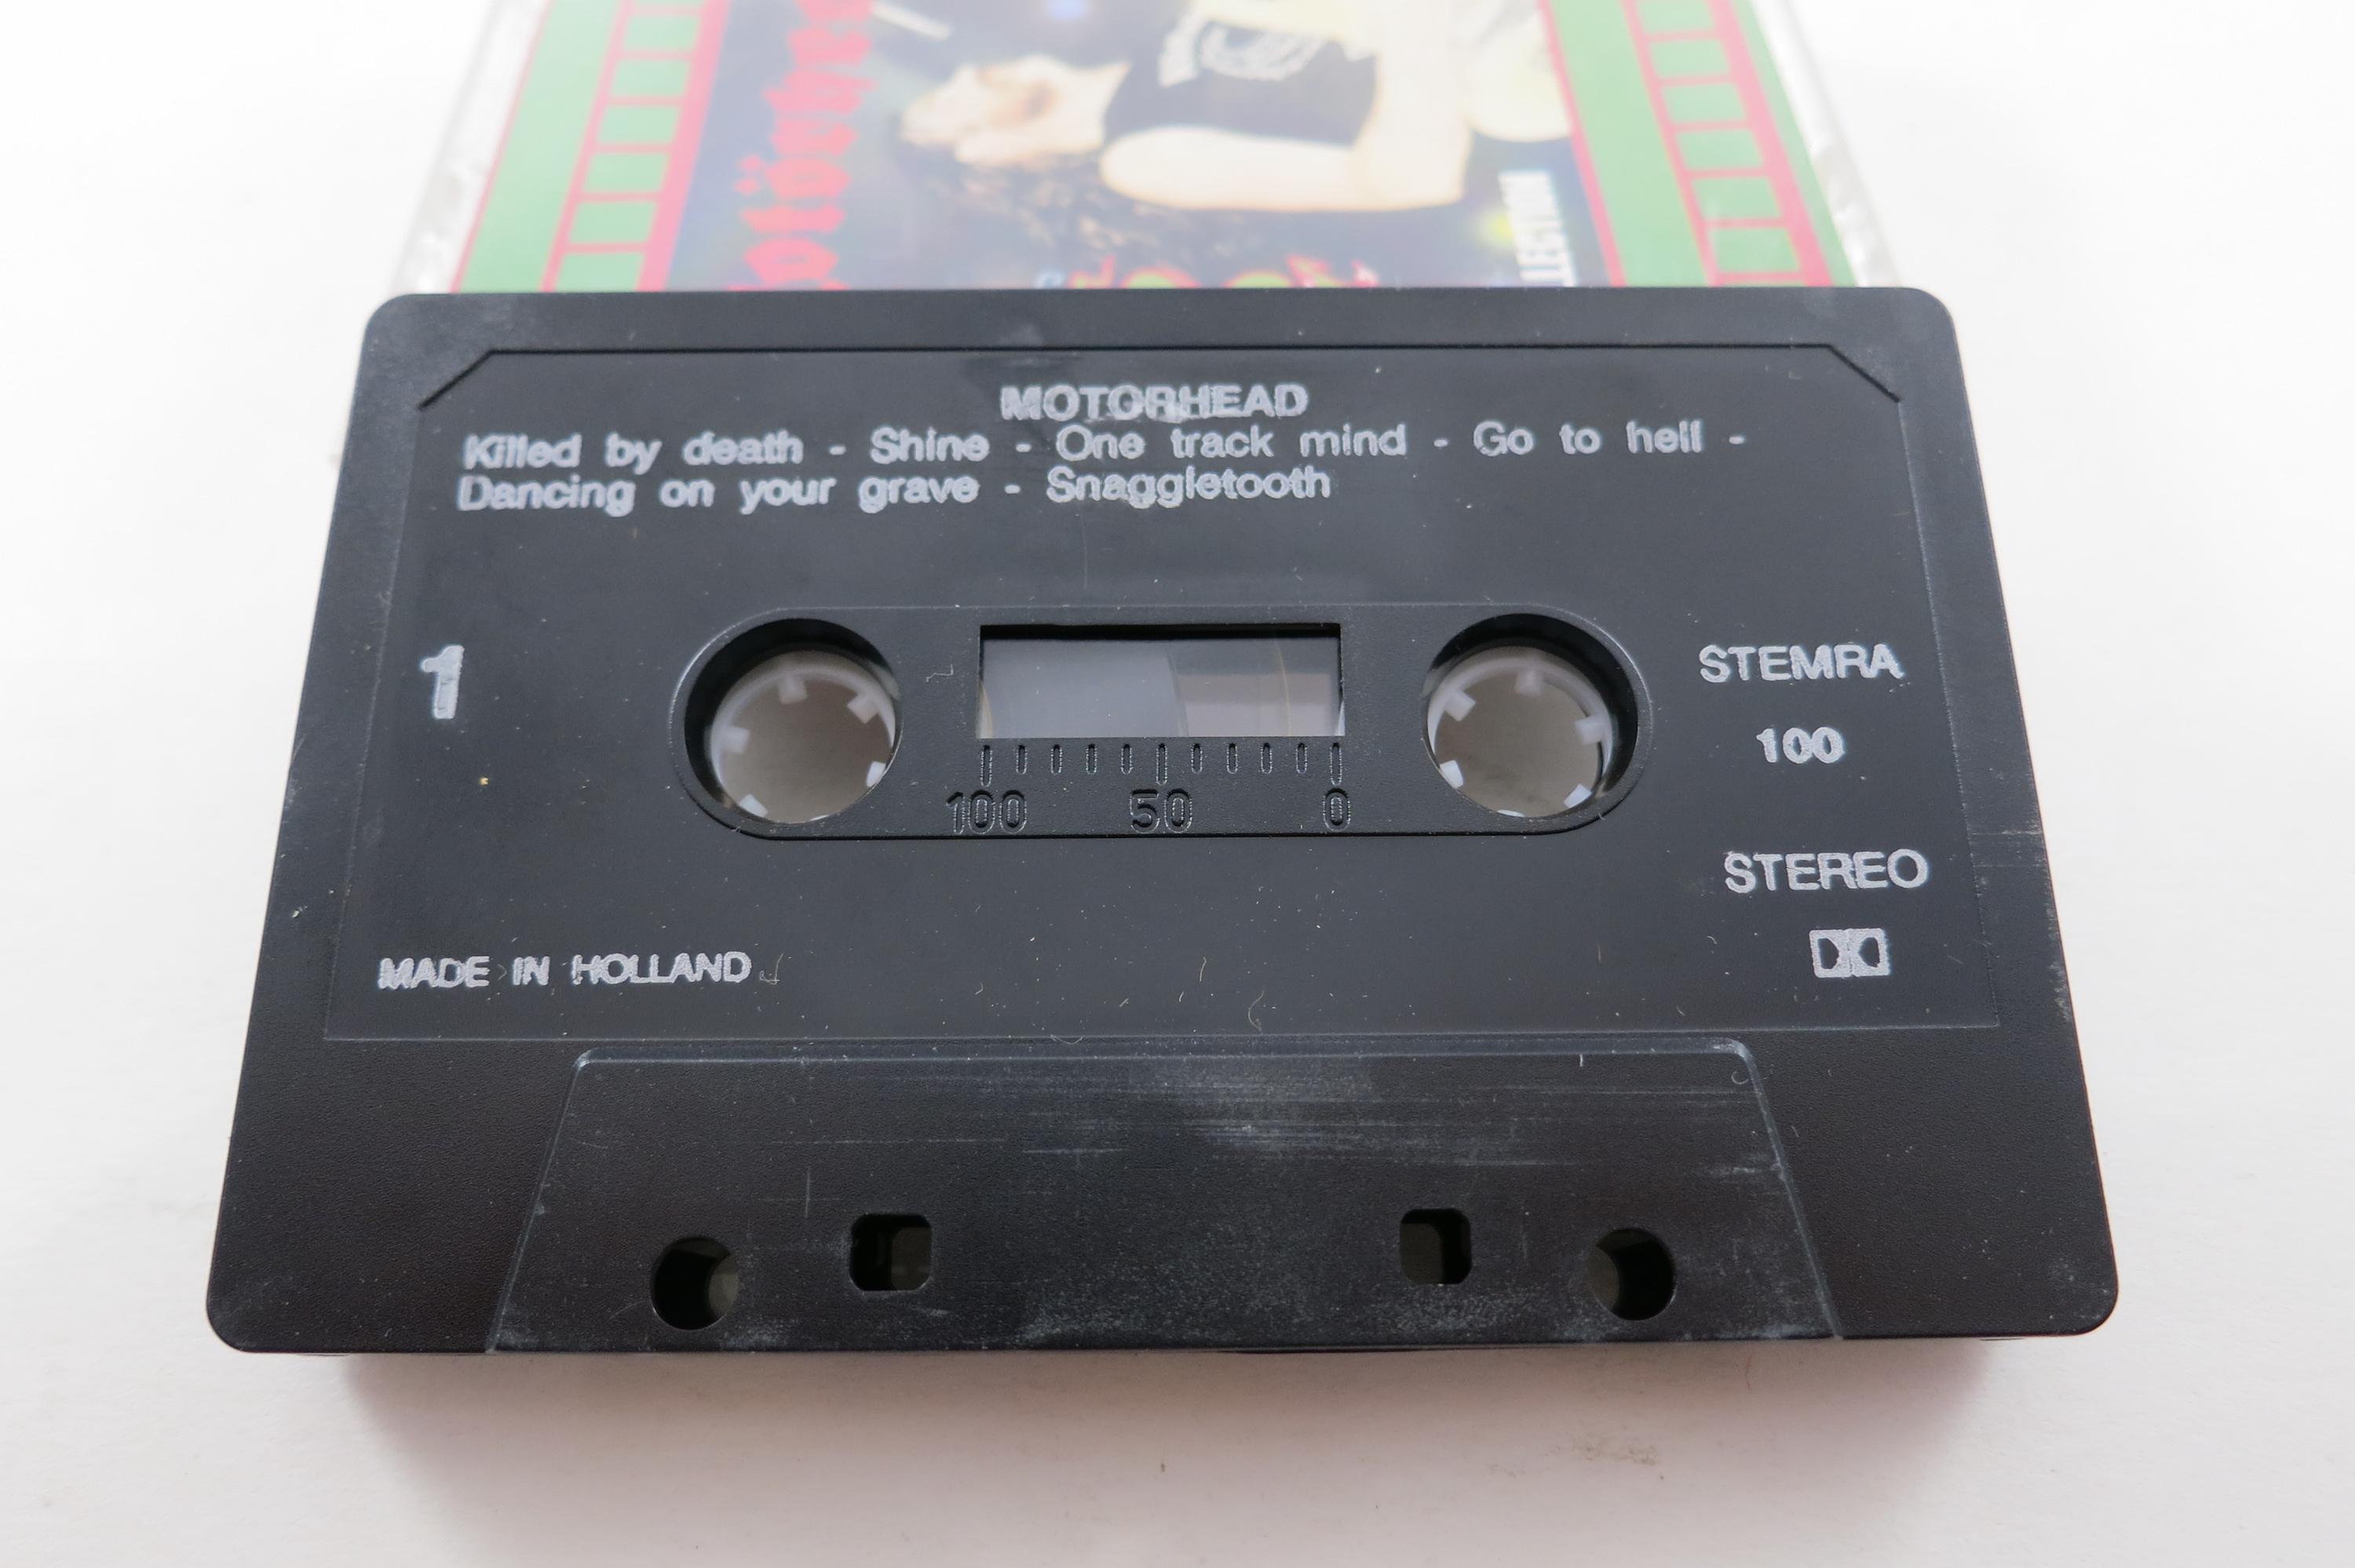 MOTORHEAD
Killed by death - Shine - One track mind - Go to hell -
Dancing on your grave - Snaggletooth
1
STEMRA
100
100 50 0
STEREO
MADE IN HOLLAND